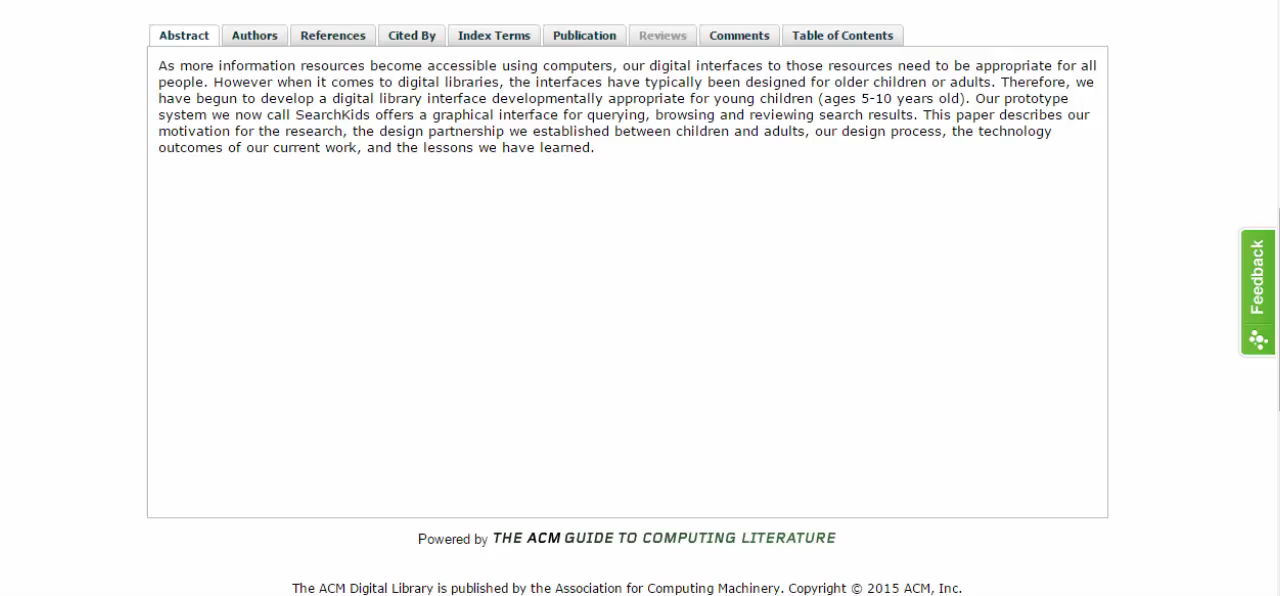 Abstract Authors References Cited By Index Terms Publication Reviews Comments Table of Contents
As more information resources become accessible using computers, our digital interfaces to those resources need to be appropriate for all
people. However when it comes to digital libraries, the interfaces have typically been designed for older children or adults. Therefore, we
have begun to develop a digital library interface developmentally appropriate for young children (ages 5-10 years old). Our prototype
system we now call SearchKids offers a graphical interface for querying, browsing and reviewing search results. This paper describes our
motivation for the research, the design partnership we established between children and adults, our design process, the technology
outcomes of our current work, and the lessons we have learned.
Feedback
Powered by THE ACM GUIDE TO COMPUTING LITERATURE
The ACM Digital Library is published by the Association for Computing Machinery. Copyright © 2015 ACM, Inc.